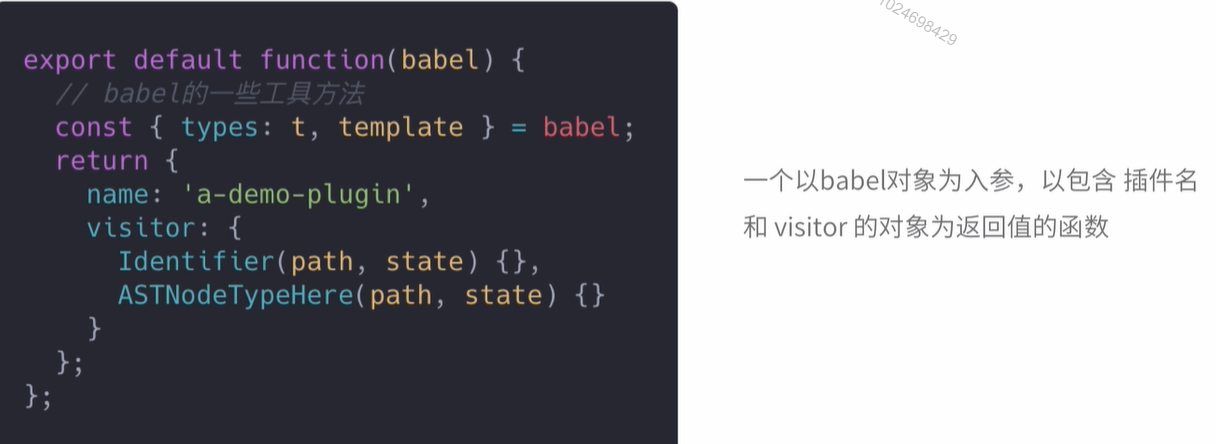 1024698429
export default function(babel) {
// babel的一些工具方法
const { types: t, template } = babel;
return {
name: 'a-demo-plugin',
visitor: {
Identifier(path, state) {},
ASTNodeTypeHere(path, state) {}
}
};
};
一个以babel对象为入参，以包含 插件名
和 visitor 的对象为返回值的函数